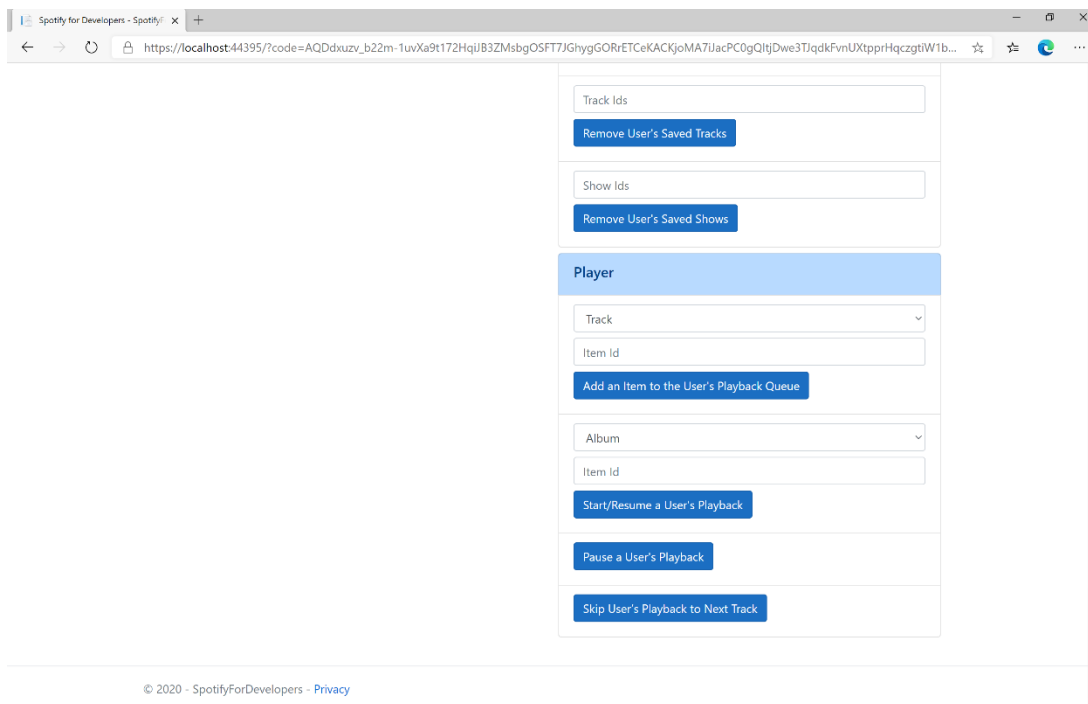 Spotify for Developers - Spotify
https://localhost:44395/?code=AQDdxuzv_b22m-1uvXa9t172HqiJB3ZMsbgOSFT7JGhygGORrETCeKACKjoMA7iJacPC0gQItjDwe3TJqdkFvnUXtpprHqczgtiW1b...
Track Ids
Remove User's Saved Tracks
Show Ids
Remove User's Saved Shows
Player
Track
Item Id
Add an Item to the User's Playback Queue
Album
Item Id
Start/Resume a User's Playback
Pause a User's Playback
Skip User's Playback to Next Track
© 2020 - SpotifyForDevelopers - Privacy